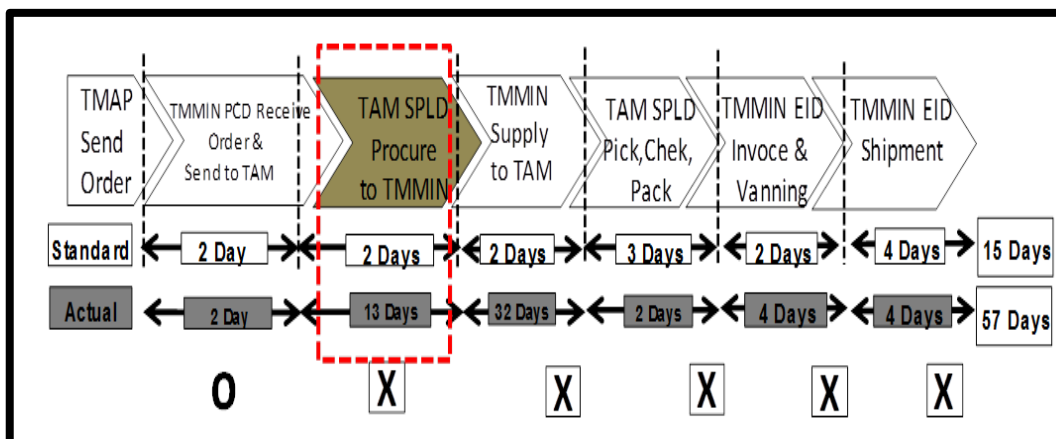 TMAP
Send
Order
TMMIN PCD Receive
Order &
Send to TAM
TAM SPLD
Procure
to TMMIN
TMMIN
Supply
to TAM
TAM SPLD
Pick,Chek,
Pack
TMMIN EID
Invoce &
Vanning
TMMIN EID
Shipment
Standard
2 Day
2 Days
2 Days
3 Days
2 Days
4 Days
15 Days
Actual
2 Day
13 Days
32 Days
2 Days
4 Days
4 Days
57 Days
O
X
X
X
X
X